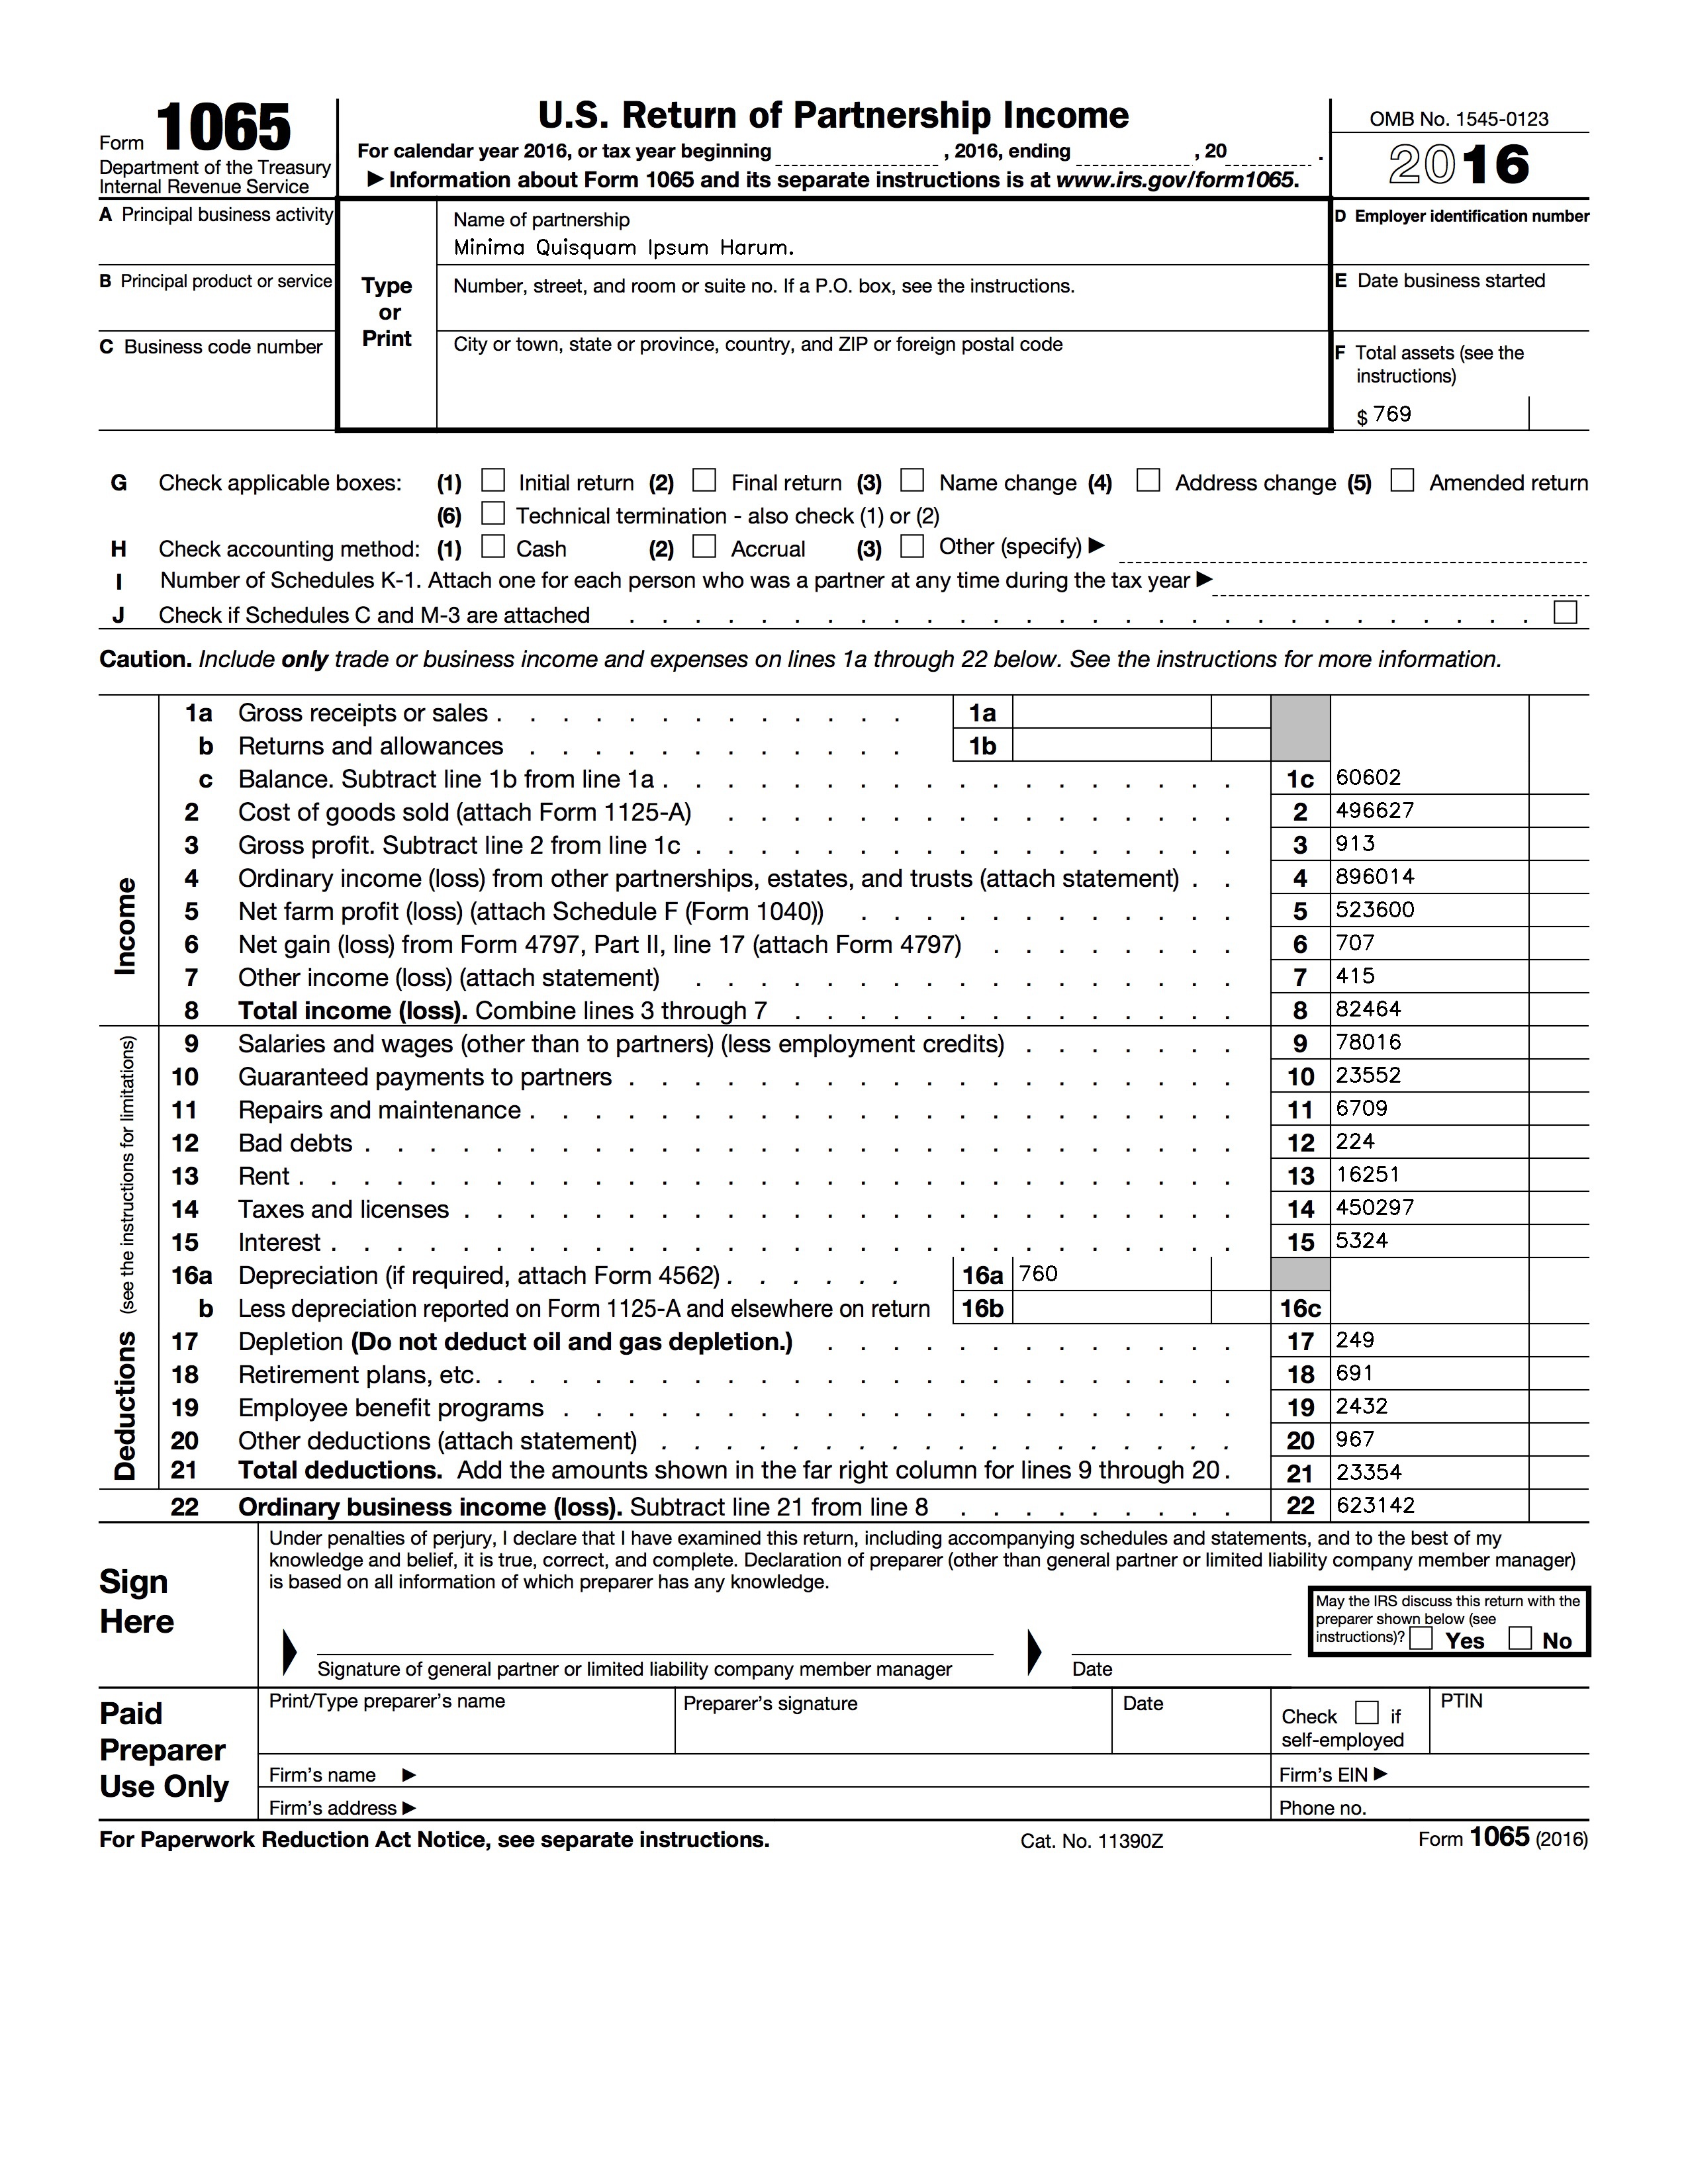 Form 1065
Department of the Treasury
Internal Revenue Service
U.S. Return of Partnership Income
For calendar year 2016, or tax year beginning , 2016, ending , 20 .
▶ Information about Form 1065 and its separate instructions is at www.irs.gov/form1065.
OMB No. 1545-0123
2016
A Principal business activity
B Principal product or service
C Business code number
Type
or
Print
Name of partnership
Minima Quisquam Ipsum Harum.
Number, street, and room or suite no. If a P.O. box, see the instructions.
City or town, state or province, country, and ZIP or foreign postal code
D Employer identification number
E Date business started
F Total assets (see the
instructions)
$ 769
G Check applicable boxes: (1) Initial return (2) Final return (3) Name change (4) Address change (5) Amended return
(6) Technical termination - also check (1) or (2)
H Check accounting method: (1) Cash (2) Accrual (3) Other (specify) ▶
I Number of Schedules K-1. Attach one for each person who was a partner at any time during the tax year ▶
J Check if Schedules C and M-3 are attached
Caution. Include only trade or business income and expenses on lines 1a through 22 below. See the instructions for more information.
Income
1a Gross receipts or sales 1a
b Returns and allowances 1b
c Balance. Subtract line 1b from line 1a 1c 60602
2 Cost of goods sold (attach Form 1125-A) 2 496627
3 Gross profit. Subtract line 2 from line 1c 3 913
4 Ordinary income (loss) from other partnerships, estates, and trusts (attach statement) 4 896014
5 Net farm profit (loss) (attach Schedule F (Form 1040)) 5 523600
6 Net gain (loss) from Form 4797, Part II, line 17 (attach Form 4797) 6 707
7 Other income (loss) (attach statement) 7 415
8 Total income (loss). Combine lines 3 through 7 8 82464
Deductions (see the instructions for limitations)
9 Salaries and wages (other than to partners) (less employment credits) 9 78016
10 Guaranteed payments to partners 10 23552
11 Repairs and maintenance 11 6709
12 Bad debts 12 224
13 Rent 13 16251
14 Taxes and licenses 14 450297
15 Interest 15 5324
16a Depreciation (if required, attach Form 4562) 16a 760
b Less depreciation reported on Form 1125-A and elsewhere on return 16b 16c
17 Depletion (Do not deduct oil and gas depletion.) 17 249
18 Retirement plans, etc. 18 691
19 Employee benefit programs 19 2432
20 Other deductions (attach statement) 20 967
21 Total deductions. Add the amounts shown in the far right column for lines 9 through 20 . 21 23354
22 Ordinary business income (loss). Subtract line 21 from line 8 22 623142
Sign
Here
Under penalties of perjury, I declare that I have examined this return, including accompanying schedules and statements, and to the best of my
knowledge and belief, it is true, correct, and complete. Declaration of preparer (other than general partner or limited liability company member manager)
is based on all information of which preparer has any knowledge.
Signature of general partner or limited liability company member manager
Date
May the IRS discuss this return with the
preparer shown below (see
instructions)? Yes No
Paid
Preparer
Use Only
Print/Type preparer's name
Preparer's signature
Date
Check if
self-employed
PTIN
Firm's name ▶
Firm's EIN ▶
Firm's address ▶
Phone no.
For Paperwork Reduction Act Notice, see separate instructions.
Cat. No. 11390Z
Form 1065 (2016)